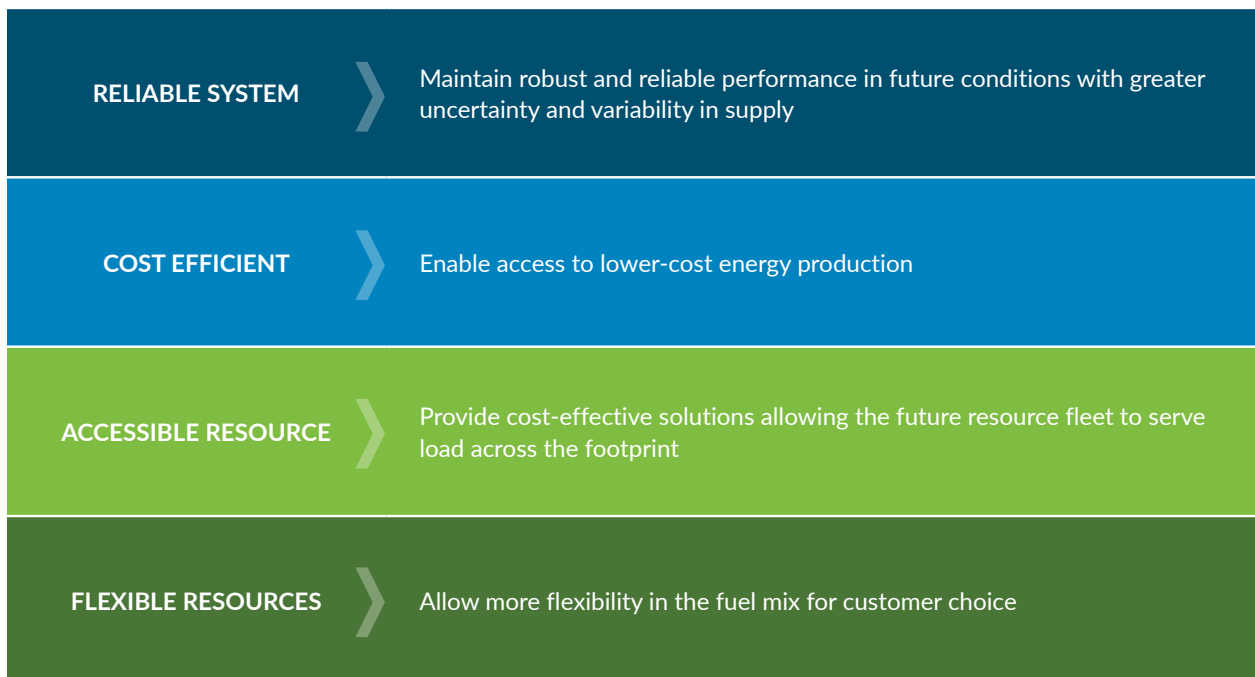 RELIABLE SYSTEM
Maintain robust and reliable performance in future conditions with greater
uncertainty and variability in supply
COST EFFICIENT
Enable access to lower-cost energy production
ACCESSIBLE RESOURCE
Provide cost-effective solutions allowing the future resource fleet to serve
load across the footprint
FLEXIBLE RESOURCES
Allow more flexibility in the fuel mix for customer choice